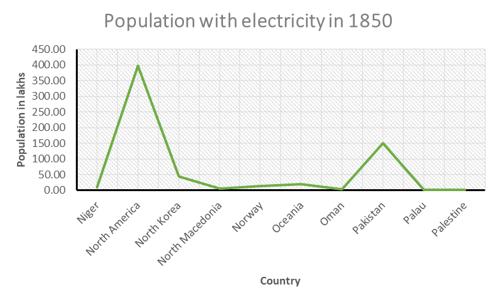 Population with electricity in 1850
Population in lakhs
450.00
400.00
350.00
300.00
250.00
200.00
150.00
100.00
50.00
0.00
Niger
North America
North Korea
North Macedonia
Norway
Oceania
Oman
Pakistan
Palau
Palestine
Country